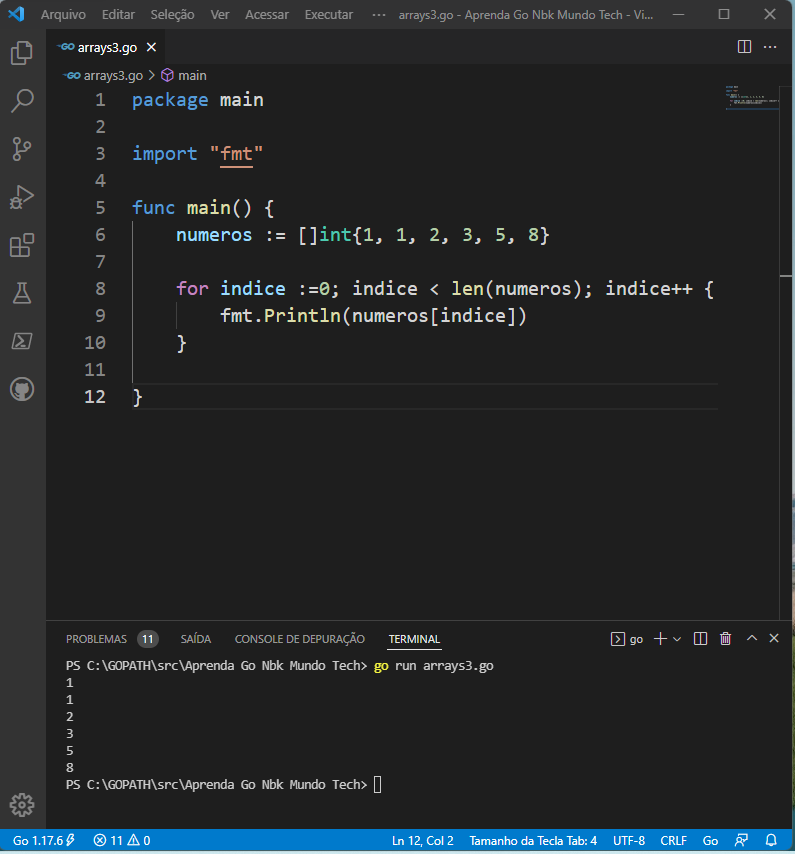 Arquivo Editar Seleção Ver Acessar Executar ··· arrays3.go - Aprenda Go Nbk Mundo Tech - Vi...
arrays3.go
arrays3.go > main
1 package main
2
3 import "fmt"
4
5 func main() {
6 numeros := []int{1, 1, 2, 3, 5, 8}
7
8 for indice :=0; indice < len(numeros); indice++ {
9 fmt.Println(numeros[indice])
10 }
11
12 }
PROBLEMAS 11 SAÍDA CONSOLE DE DEPURAÇÃO TERMINAL go
PS C:\GOPATH\src\Aprenda Go Nbk Mundo Tech> go run arrays3.go
1
1
2
3
5
8
PS C:\GOPATH\src\Aprenda Go Nbk Mundo Tech>
Go 1.17.6 11 0 Ln 12, Col 2 Tamanho da Tecla Tab: 4 UTF-8 CRLF Go